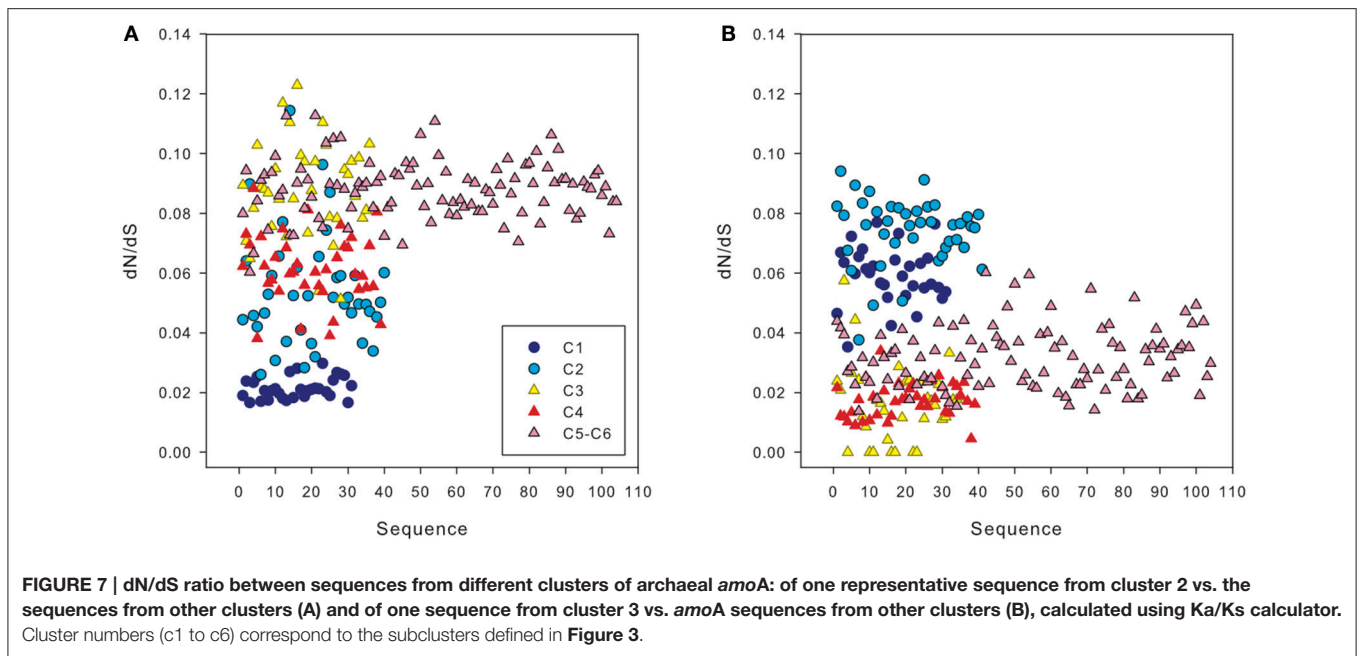 A
B
0.14
0.12
0.10
0.08
0.06
0.04
0.02
0.00
dN/dS
0 10 20 30 40 50 60 70 80 90 100 110
Sequence
C1
C2
C3
C4
C5-C6
0.14
0.12
0.10
0.08
0.06
0.04
0.02
0.00
dN/dS
0 10 20 30 40 50 60 70 80 90 100 110
Sequence
FIGURE 7 | dN/dS ratio between sequences from different clusters of archaeal amoA: of one representative sequence from cluster 2 vs. the
sequences from other clusters (A) and of one sequence from cluster 3 vs. amoA sequences from other clusters (B), calculated using Ka/Ks calculator.
Cluster numbers (c1 to c6) correspond to the subclusters defined in Figure 3.